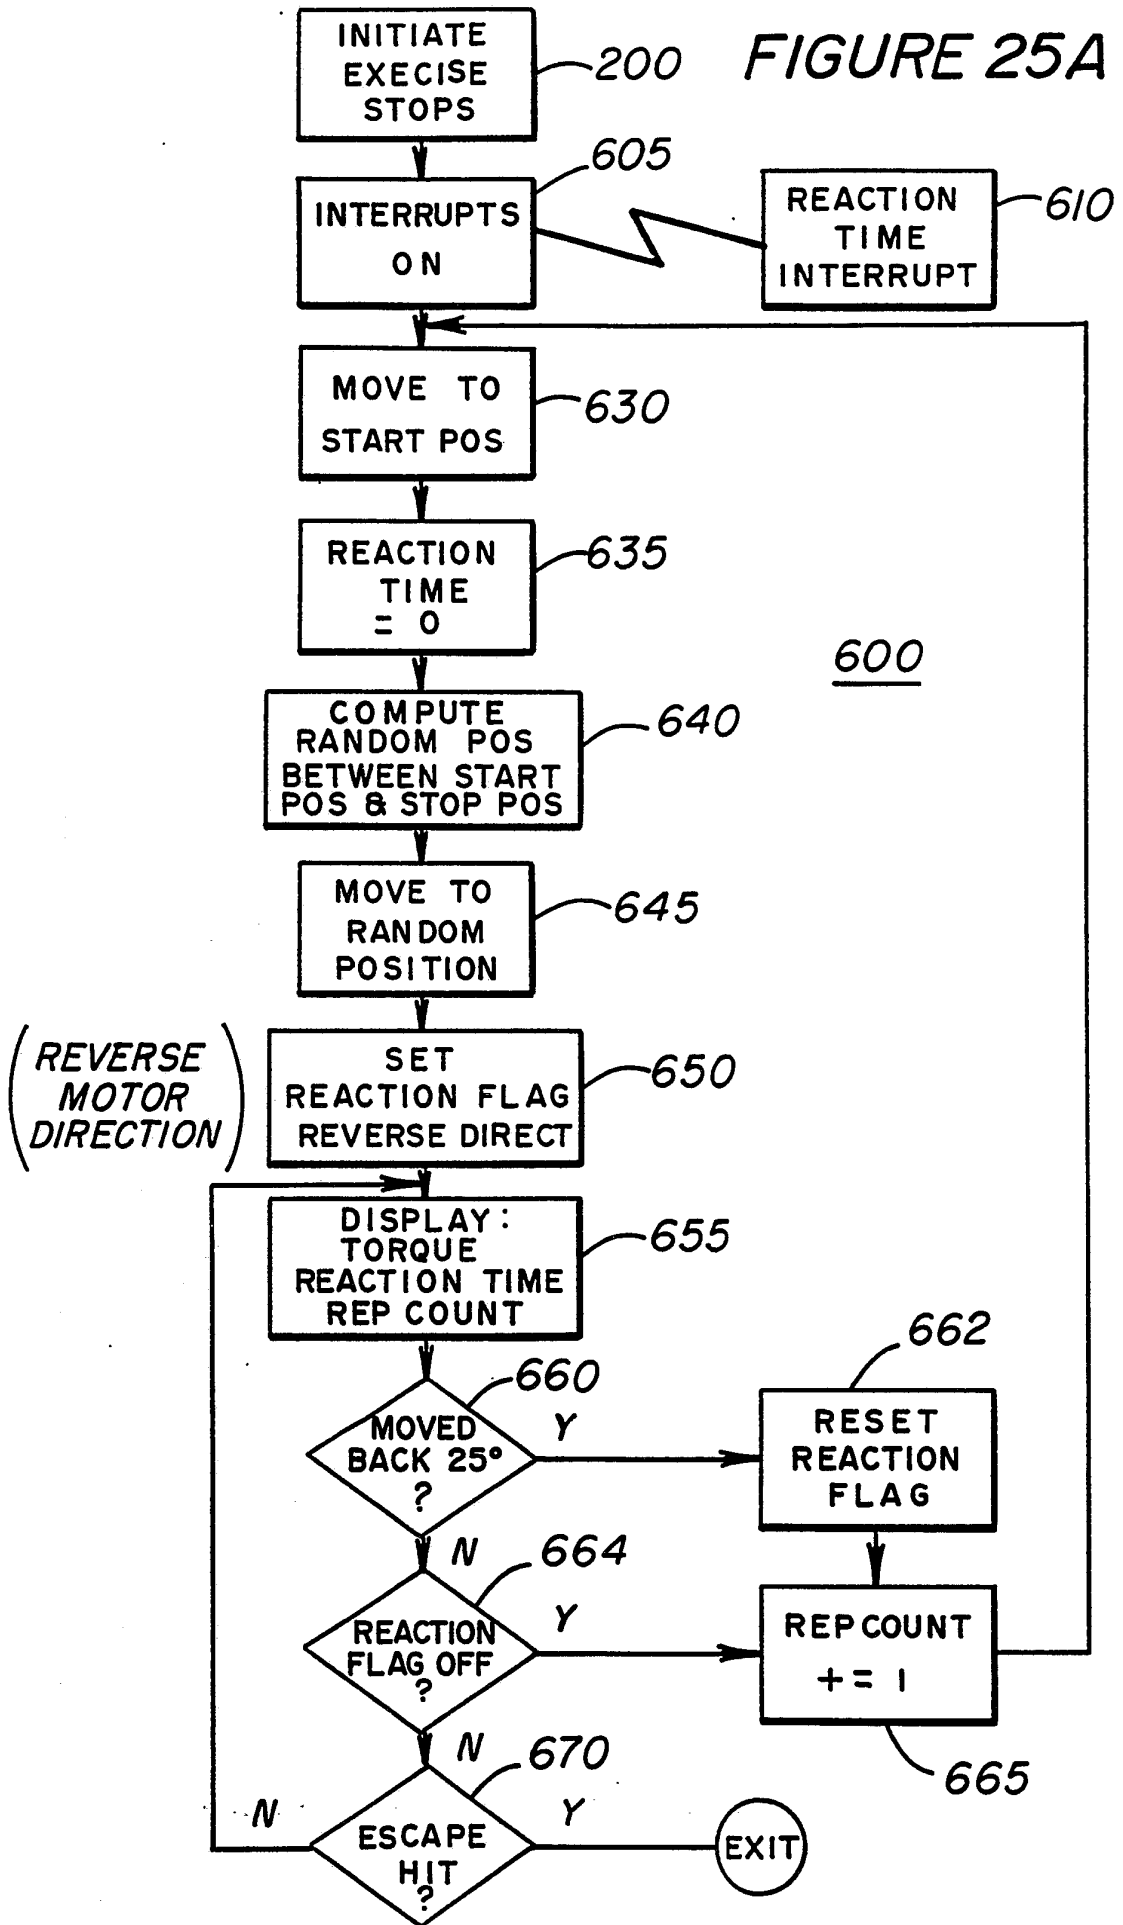 FIGURE 25A
INITIATE
EXECISE
STOPS
200
605
INTERRUPTS
ON
REACTION
TIME
INTERRUPT
610
MOVE TO
START POS
630
REACTION
TIME
= 0
635
600
COMPUTE
RANDOM POS
BETWEEN START
POS & STOP POS
640
MOVE TO
RANDOM
POSITION
645
(REVERSE
MOTOR
DIRECTION)
SET
REACTION FLAG
REVERSE DIRECT
650
DISPLAY:
TORQUE
REACTION TIME
REP COUNT
655
660
MOVED
BACK 25°
?
Y
N
662
RESET
REACTION
FLAG
664
REACTION
FLAG OFF
?
Y
N
REP COUNT
+= 1
665
670
ESCAPE
HIT
?
N
Y
EXIT